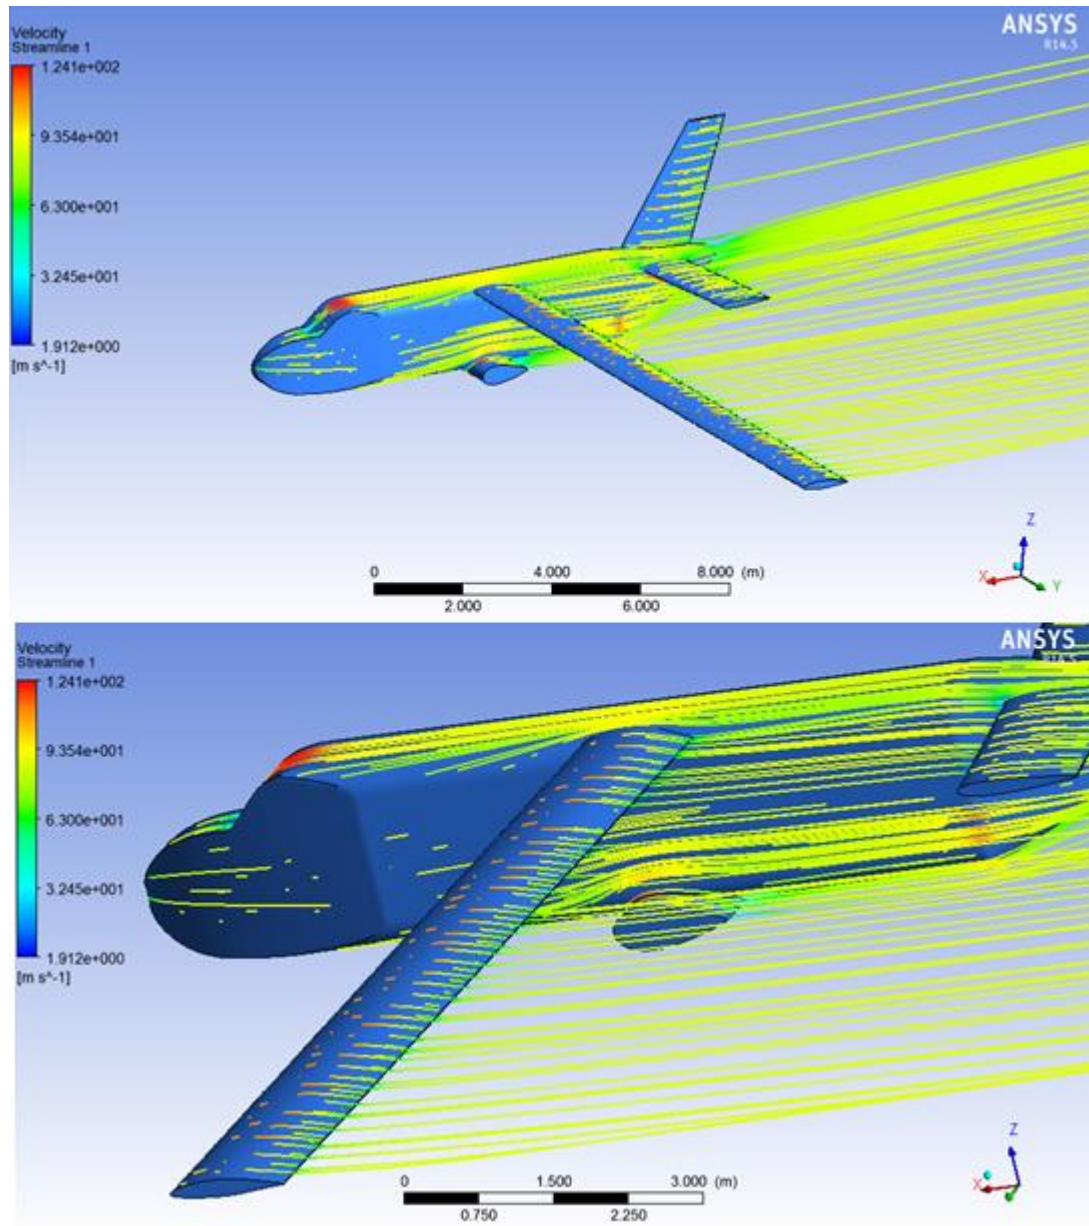 Velocity
Streamline 1
1.241e+002
9.354e+001
6.300e+001
3.245e+001
1.912e+000
[m s^-1]
ANSYS
R14.5
0 4.000 8.000 (m)
2.000 6.000
Z
X
Y
Velocity
Streamline 1
1.241e+002
9.354e+001
6.300e+001
3.245e+001
1.912e+000
[m s^-1]
ANSYS
R14.5
0 1.500 3.000 (m)
0.750 2.250
Z
X